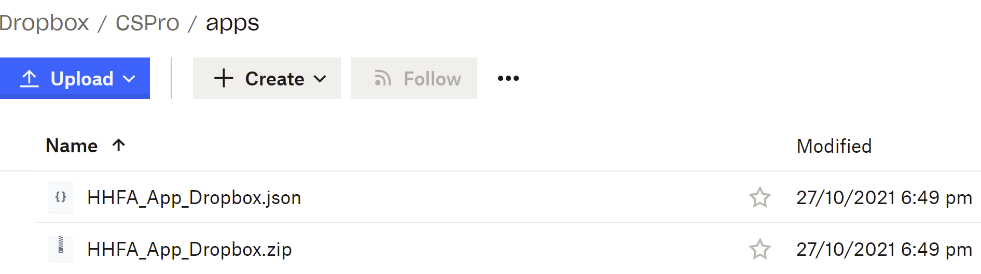 Dropbox / CSPro / apps
Upload Create Follow •••
Name Modified
{} HHFA_App_Dropbox.json 27/10/2021 6:49 pm
HHFA_App_Dropbox.zip 27/10/2021 6:49 pm